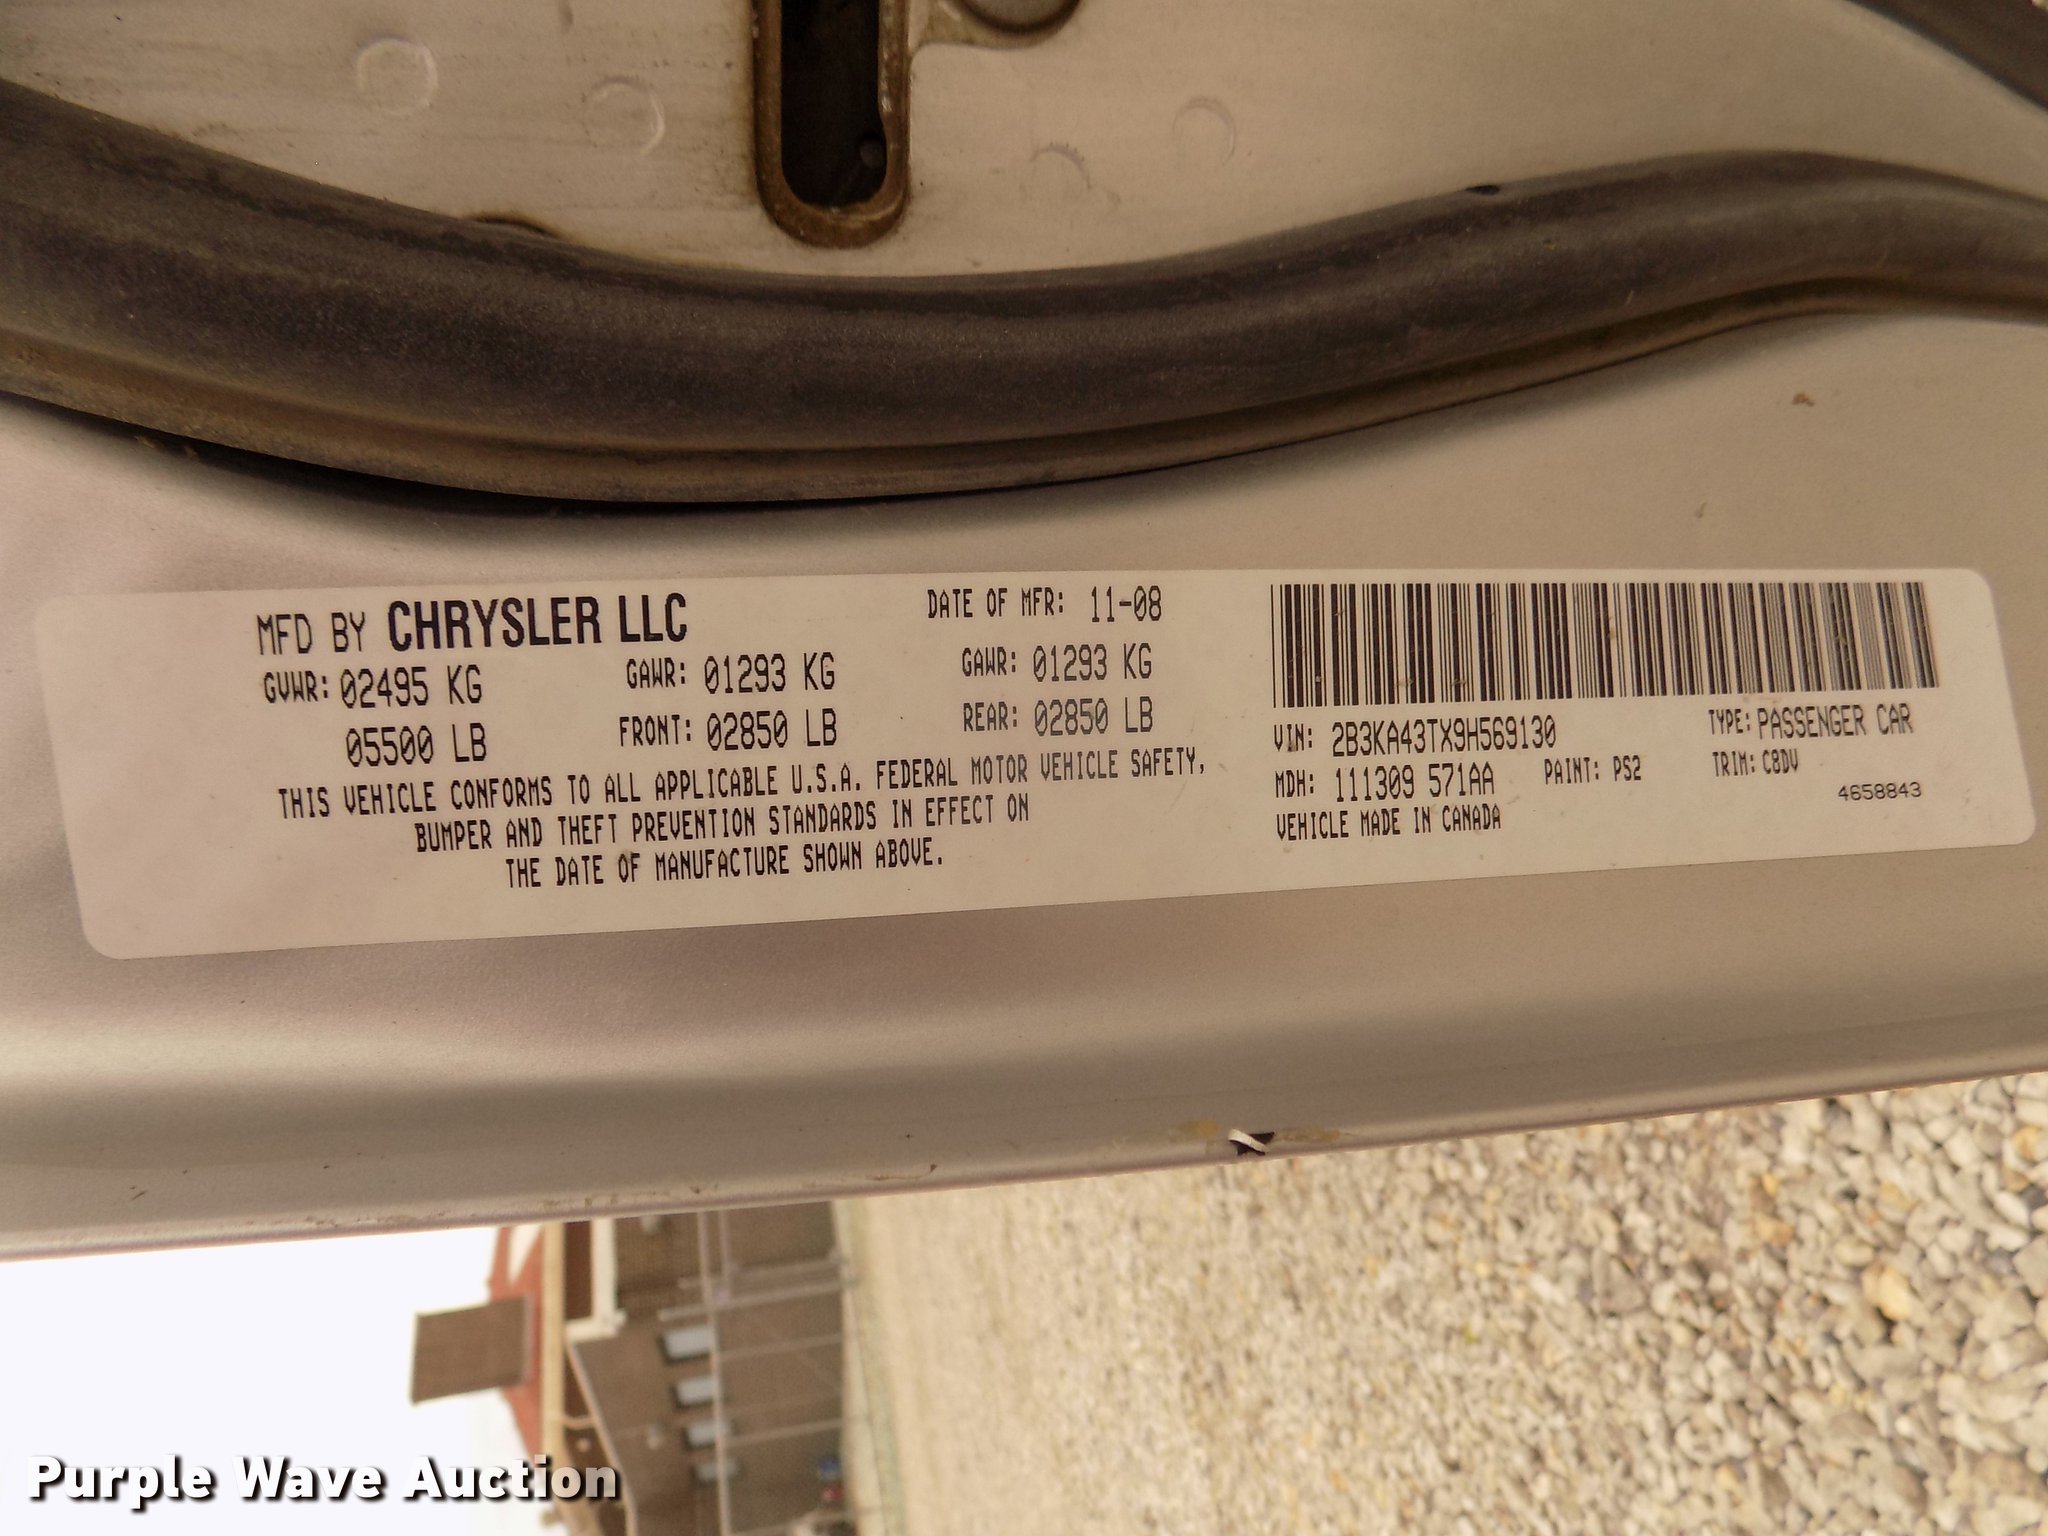 MFD BY CHRYSLER LLC
DATE OF MFR: 11-08
GVWR: 02495 KG GAWR: 01293 KG GAWR: 01293 KG
05500 LB FRONT: 02850 LB REAR: 02850 LB
THIS VEHICLE CONFORMS TO ALL APPLICABLE U.S.A. FEDERAL MOTOR VEHICLE SAFETY,
BUMPER AND THEFT PREVENTION STANDARDS IN EFFECT ON
THE DATE OF MANUFACTURE SHOWN ABOVE.
VIN: 2B3KA43TX9H569130 TYPE: PASSENGER CAR
MDH: 111309 571AA PAINT: PS2 TRIM: C8DV
VEHICLE MADE IN CANADA 4658843
Purple Wave Auction